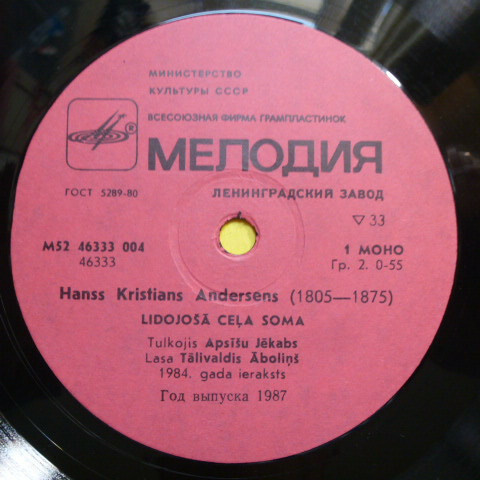 МИНИСТЕРСТВО
КУЛЬТУРЫ СССР
ВСЕСОЮЗНАЯ ФИРМА ГРАМПЛАСТИНОК
МЕЛОДИЯ
ГОСТ 5289-80
ЛЕНИНГРАДСКИЙ ЗАВОД
▽ 33
М52 46333 004
46333
1 МОНО
Гр. 2. 0-55
Hanss Kristians Andersens (1805—1875)
LIDOJOŠĀ CEĻA SOMA
Tulkojis Apsīšu Jēkabs
Lasa Tālivaldis Āboliņš
1984. gada ieraksts
Год выпуска 1987